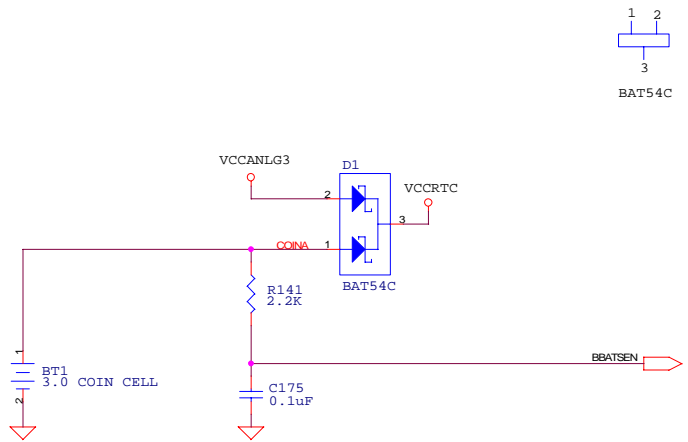 1 2
3
BAT54C
VCCANLG3
D1
VCCRTC
2
3
COINA 1
BAT54C
R141
2.2K
1
BT1
3.0 COIN CELL
2
BBATSEN
C175
0.1uF